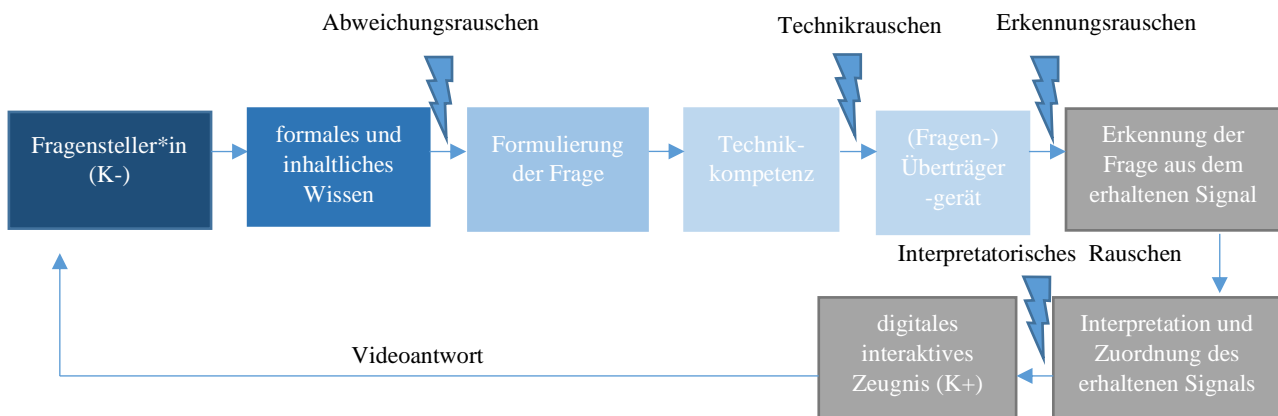 Abweichungsrauschen
Technikrauschen
Erkennungsrauschen
Fragensteller*in
(K-)
formales und
inhaltliches
Wissen
Formulierung
der Frage
Technik-
kompetenz
(Fragen-)
Überträger
-gerät
Erkennung der
Frage aus dem
erhaltenen Signal
Interpretatorisches Rauschen
Videoantwort
digitales
interaktives
Zeugnis (K+)
Interpretation und
Zuordnung des
erhaltenen Signals